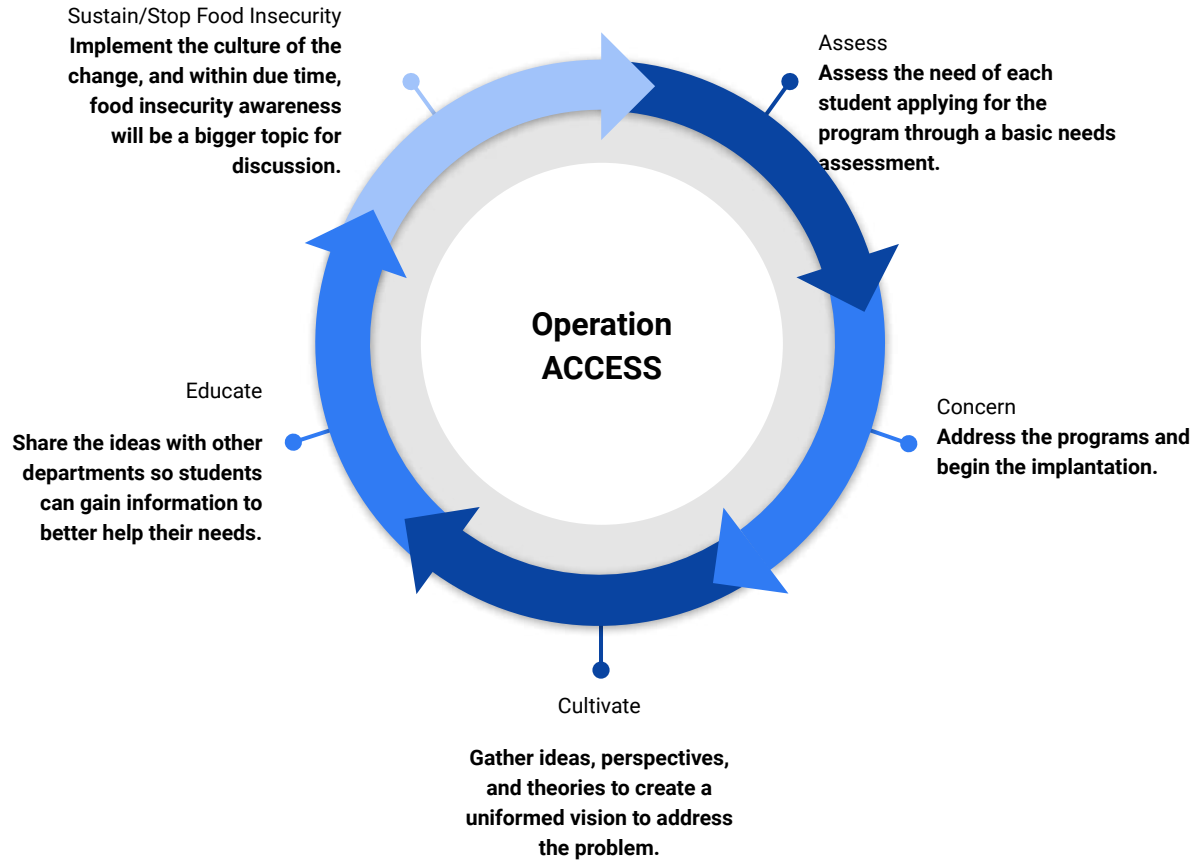 Sustain/Stop Food Insecurity
Implement the culture of the
change, and within due time,
food insecurity awareness
will be a bigger topic for
discussion.
Assess
Assess the need of each
student applying for the
program through a basic needs
assessment.
Operation
ACCESS
Educate
Share the ideas with other
departments so students
can gain information to
better help their needs.
Concern
Address the programs and
begin the implantation.
Cultivate
Gather ideas, perspectives,
and theories to create a
uniformed vision to address
the problem.